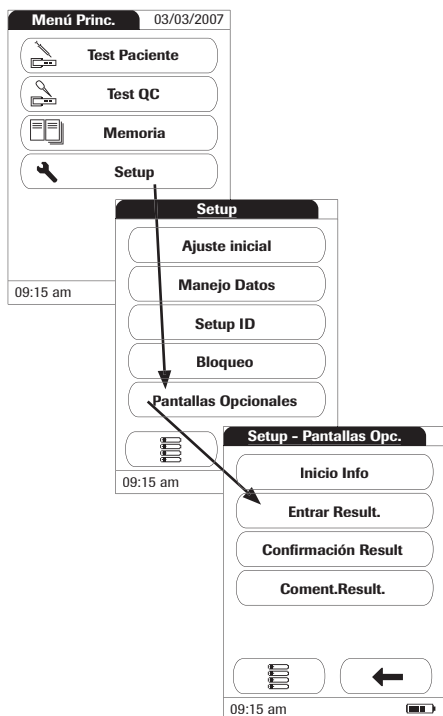 Menú Princ. 03/03/2007
Test Paciente
Test QC
Memoria
Setup
09:15 am
Setup
Ajuste inicial
Manejo Datos
Setup ID
Bloqueo
Pantallas Opcionales
09:15 am
Setup - Pantallas Opc.
Inicio Info
Entrar Result.
Confirmación Result
Coment.Result.
09:15 am